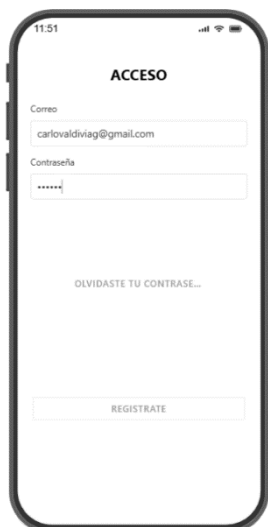 11:51
ACCESO
Correo
carlovaldiviag@gmail.com
Contraseña
••••••
OLVIDASTE TU CONTRASE...
REGISTRATE